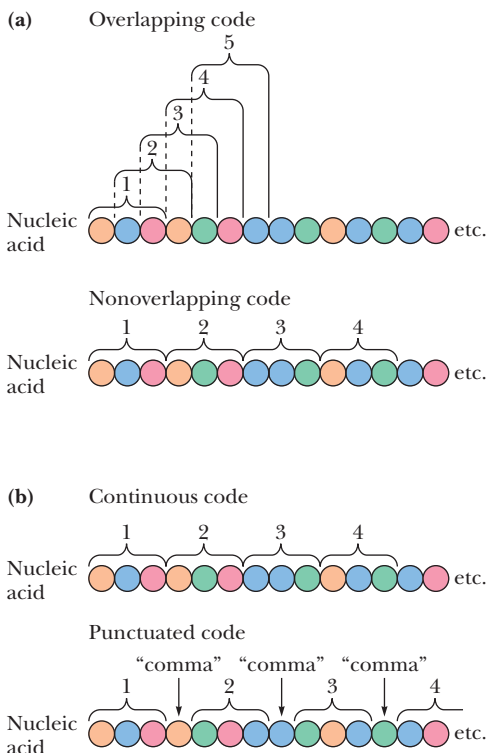 (a) Overlapping code
5
4
3
2
1
Nucleic
acid
etc.
Nonoverlapping code
1 2 3 4
Nucleic
acid
etc.
(b) Continuous code
1 2 3 4
Nucleic
acid
etc.
Punctuated code
“comma” “comma” “comma”
1 2 3 4
Nucleic
acid
etc.